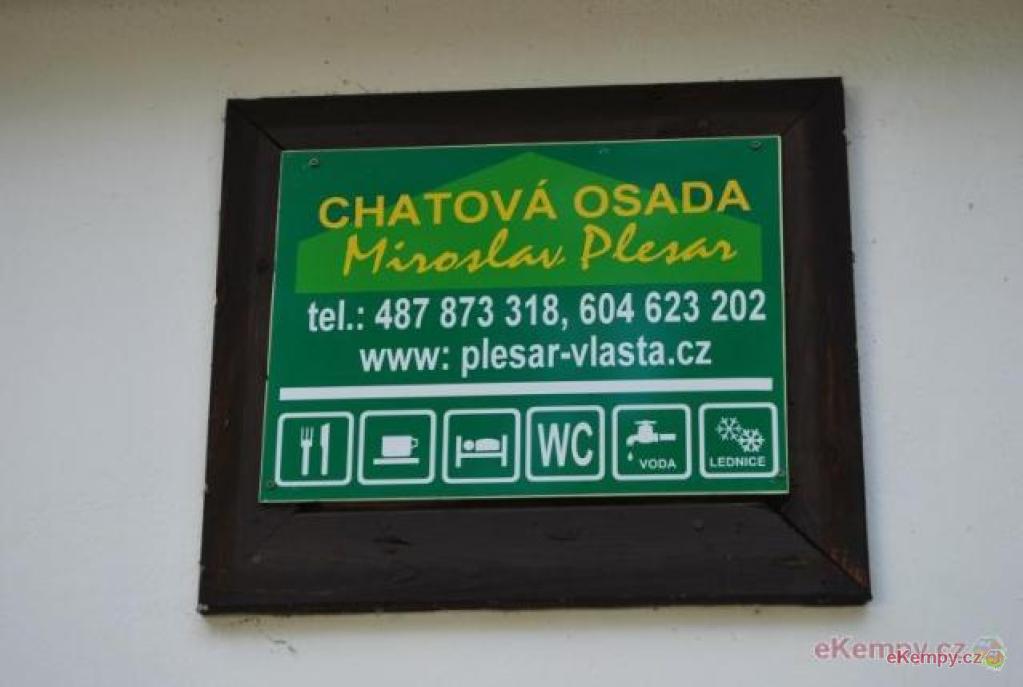 CHATOVÁ OSADA
Miroslav Plesar
tel.: 487 873 318, 604 623 202
www: plesar-vlasta.cz
WC
VODA
LEDNICE
eKempy.cz
eKempy.cz